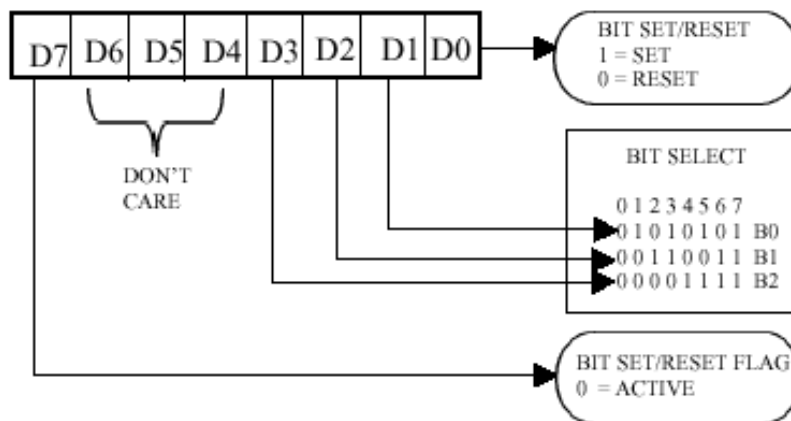 D7 D6 D5 D4 D3 D2 D1 D0
BIT SET/RESET
1 = SET
0 = RESET
DON'T
CARE
BIT SELECT
0 1 2 3 4 5 6 7
0 1 0 1 0 1 0 1 B0
0 0 1 1 0 0 1 1 B1
0 0 0 0 1 1 1 1 B2
BIT SET/RESET FLAG
0 = ACTIVE